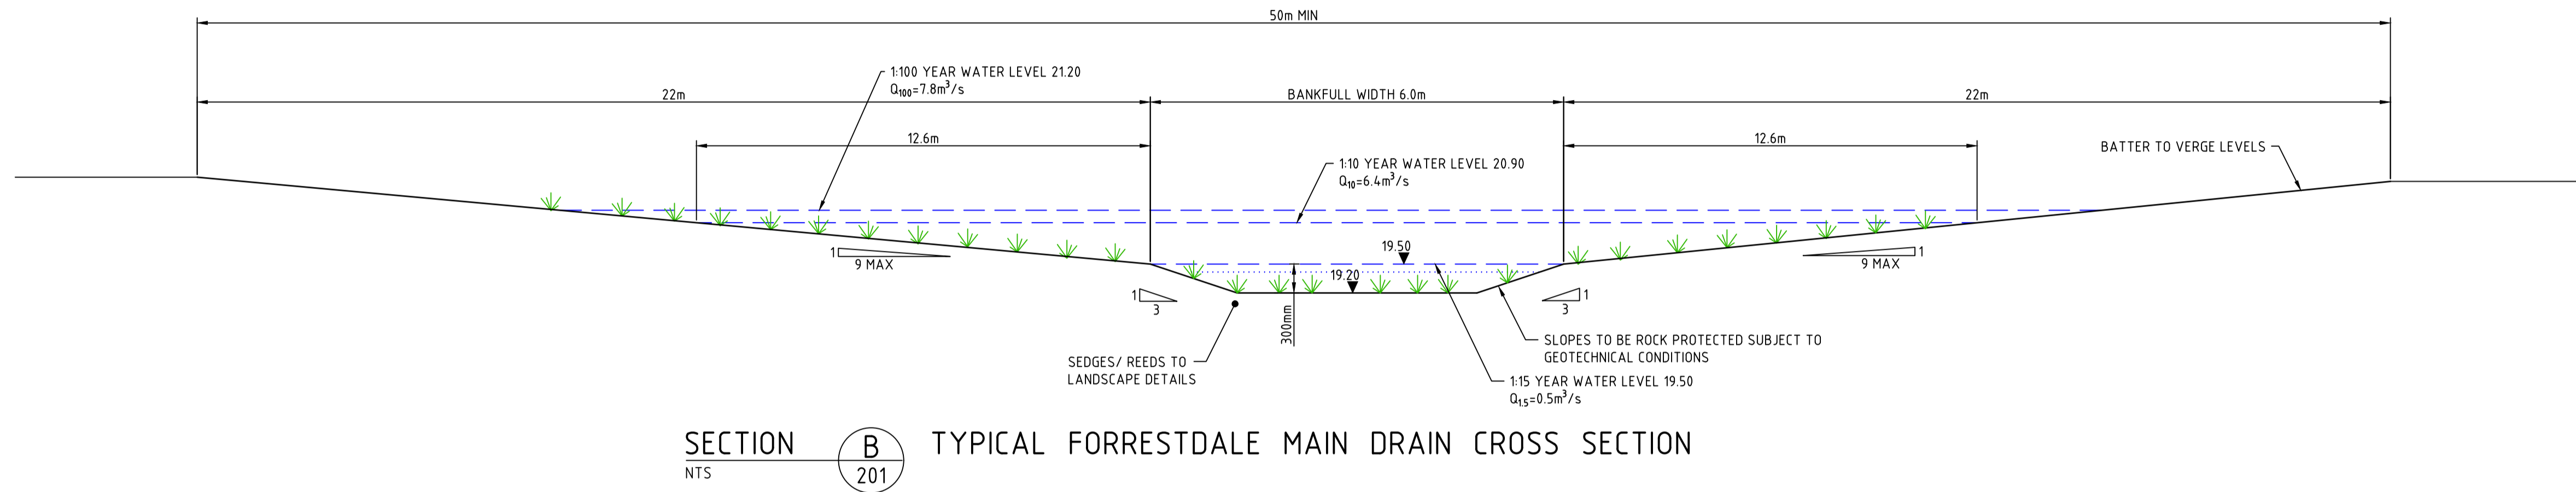 50m MIN
1:100 YEAR WATER LEVEL 21.20
Q100=7.8m³/s
22m
BANKFULL WIDTH 6.0m
22m
12.6m
12.6m
1:10 YEAR WATER LEVEL 20.90
Q10=6.4m³/s
BATTER TO VERGE LEVELS
1
9 MAX
19.50
1
9 MAX
19.20
1
3
1
3
300mm
SEDGES/ REEDS TO
LANDSCAPE DETAILS
SLOPES TO BE ROCK PROTECTED SUBJECT TO
GEOTECHNICAL CONDITIONS
1:15 YEAR WATER LEVEL 19.50
Q1.5=0.5m³/s
SECTION B TYPICAL FORRESTDALE MAIN DRAIN CROSS SECTION
NTS 201